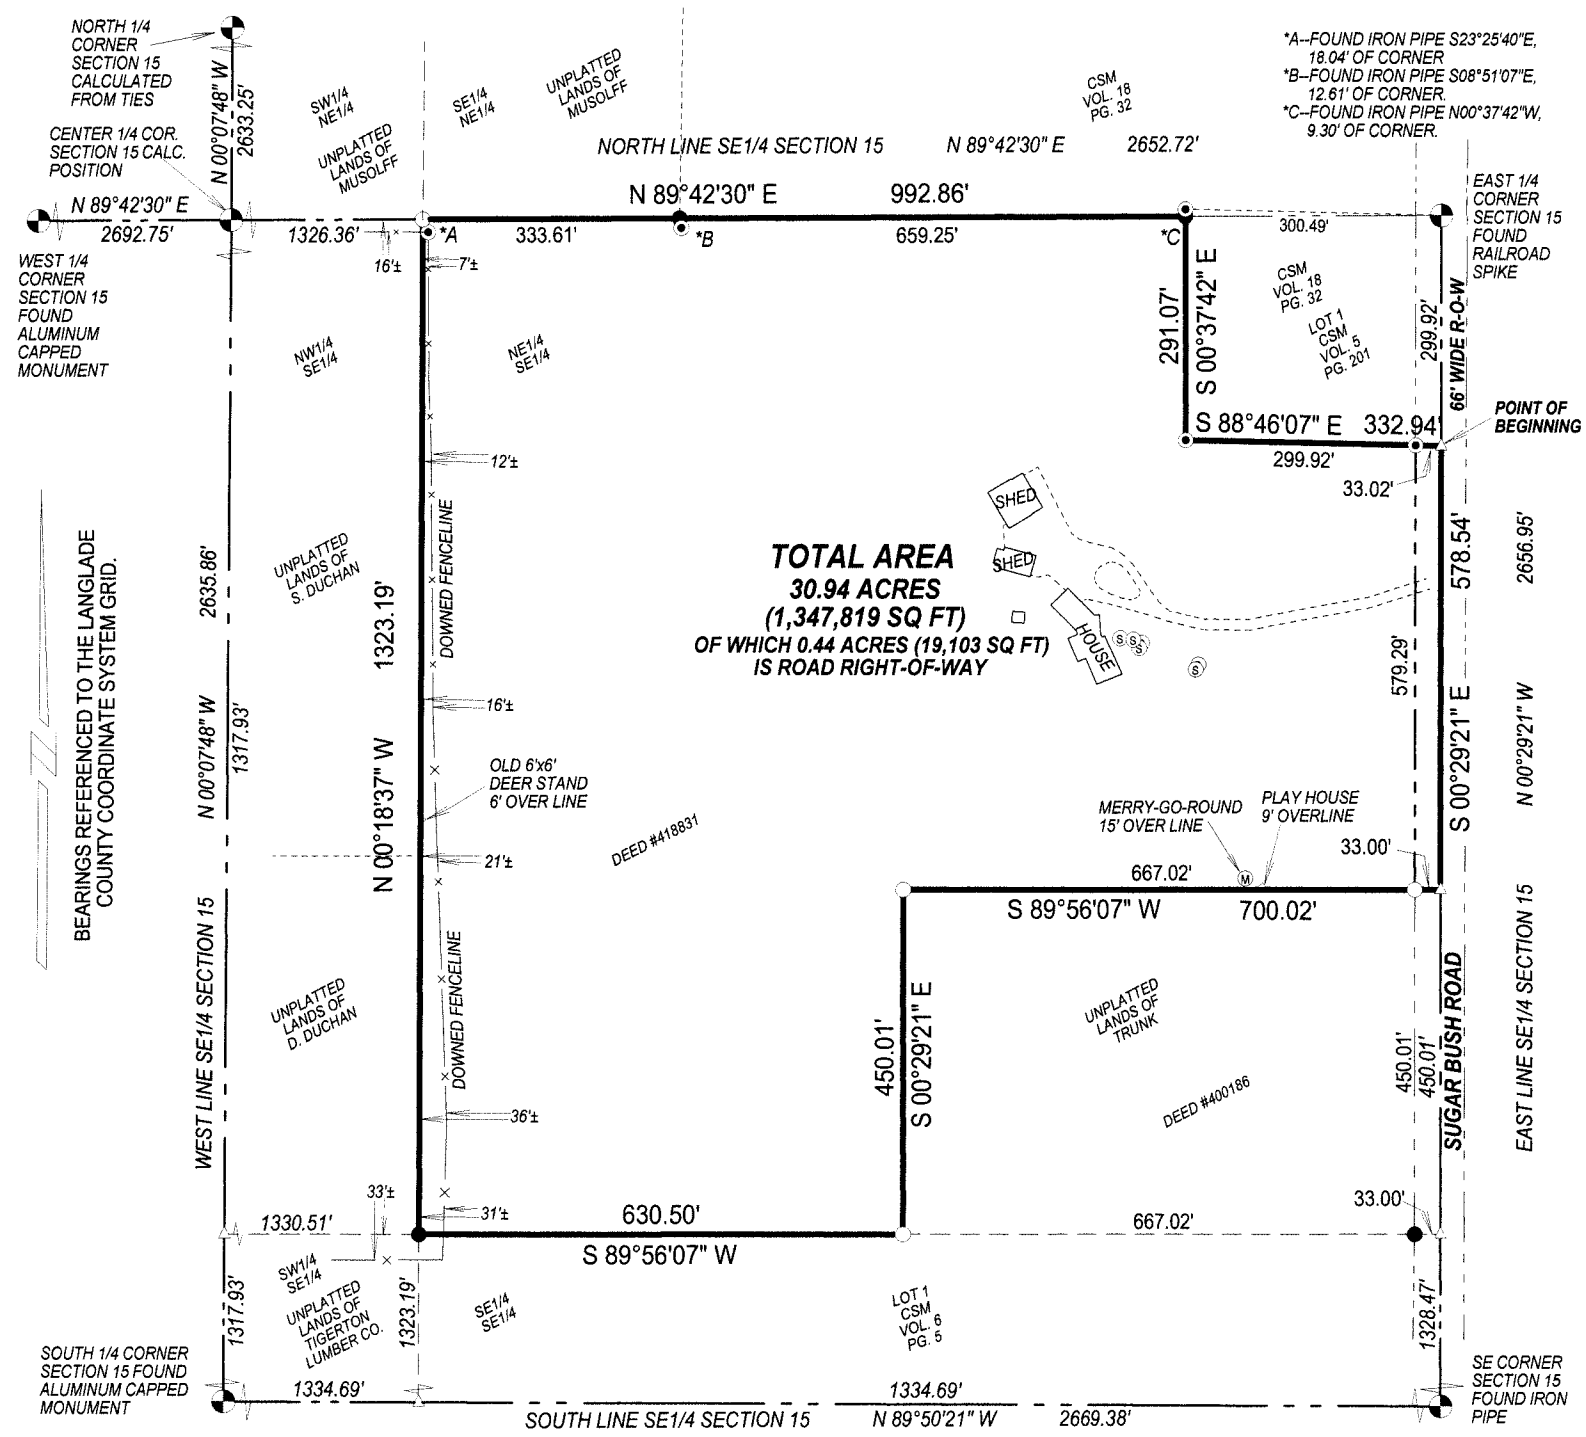 NORTH 1/4
CORNER
SECTION 15
CALCULATED
FROM TIES
CENTER 1/4 COR.
SECTION 15 CALC.
POSITION
N 00°07'48" W
2633.25'
SW1/4
NE1/4
UNPLATTED
LANDS OF
MUSOLFF
SE1/4
NE1/4
UNPLATTED
LANDS OF
MUSOLFF
CSM
VOL. 18
PG. 32
*A--FOUND IRON PIPE S23°25'40"E,
18.04' OF CORNER
*B--FOUND IRON PIPE S08°51'07"E,
12.61' OF CORNER.
*C--FOUND IRON PIPE N00°37'42"W,
9.30' OF CORNER.
NORTH LINE SE1/4 SECTION 15 N 89°42'30" E 2652.72'
N 89°42'30" E 992.86'
N 89°42'30" E
2692.75'
1326.36'
*A
333.61'
*B
659.25'
*C
300.49'
EAST 1/4
CORNER
SECTION 15
FOUND
RAILROAD
SPIKE
WEST 1/4
CORNER
SECTION 15
FOUND
ALUMINUM
CAPPED
MONUMENT
16'±
7'±
NW1/4
SE1/4
NE1/4
SE1/4
291.07'
S 00°37'42" E
CSM
VOL. 18
PG. 32
LOT 1
CSM
VOL. 5
PG. 201
299.92'
66' WIDE R-O-W
POINT OF
BEGINNING
S 88°46'07" E 332.94'
299.92'
33.02'
12'±
BEARINGS REFERENCED TO THE LANGLADE
COUNTY COORDINATE SYSTEM GRID.
N
2635.86'
UNPLATTED
LANDS OF
S. DUCHAN
1323.19'
DOWNED FENCELINE
TOTAL AREA
30.94 ACRES
(1,347,819 SQ FT)
OF WHICH 0.44 ACRES (19,103 SQ FT)
IS ROAD RIGHT-OF-WAY
SHED
SHED
HOUSE
S
S
S
S
578.54'
2656.95'
579.29'
N 00°07'48" W
1317.93'
N 00°18'37" W
16'±
OLD 6'x6'
DEER STAND
6' OVER LINE
S 00°29'21" E
N 00°29'21" W
MERRY-GO-ROUND
15' OVER LINE
PLAY HOUSE
9' OVERLINE
DEED #418831
21'±
33.00'
667.02'
M
S 89°56'07" W 700.02'
WEST LINE SE1/4 SECTION 15
UNPLATTED
LANDS OF
D. DUCHAN
DOWNED FENCELINE
450.01'
S 00°29'21" E
UNPLATTED
LANDS OF
TRUNK
DEED #400186
450.01'
450.01'
SUGAR BUSH ROAD
EAST LINE SE1/4 SECTION 15
36'±
33'±
31'±
1330.51'
630.50'
S 89°56'07" W
667.02'
33.00'
SW1/4
SE1/4
UNPLATTED
LANDS OF
TIGERTON
LUMBER CO.
1317.93'
1323.19'
SE1/4
SE1/4
LOT 1
CSM
VOL. 6
PG. 5
1328.47'
SOUTH 1/4 CORNER
SECTION 15 FOUND
ALUMINUM CAPPED
MONUMENT
1334.69'
1334.69'
SOUTH LINE SE1/4 SECTION 15 N 89°50'21" W 2669.38'
SE CORNER
SECTION 15
FOUND IRON
PIPE